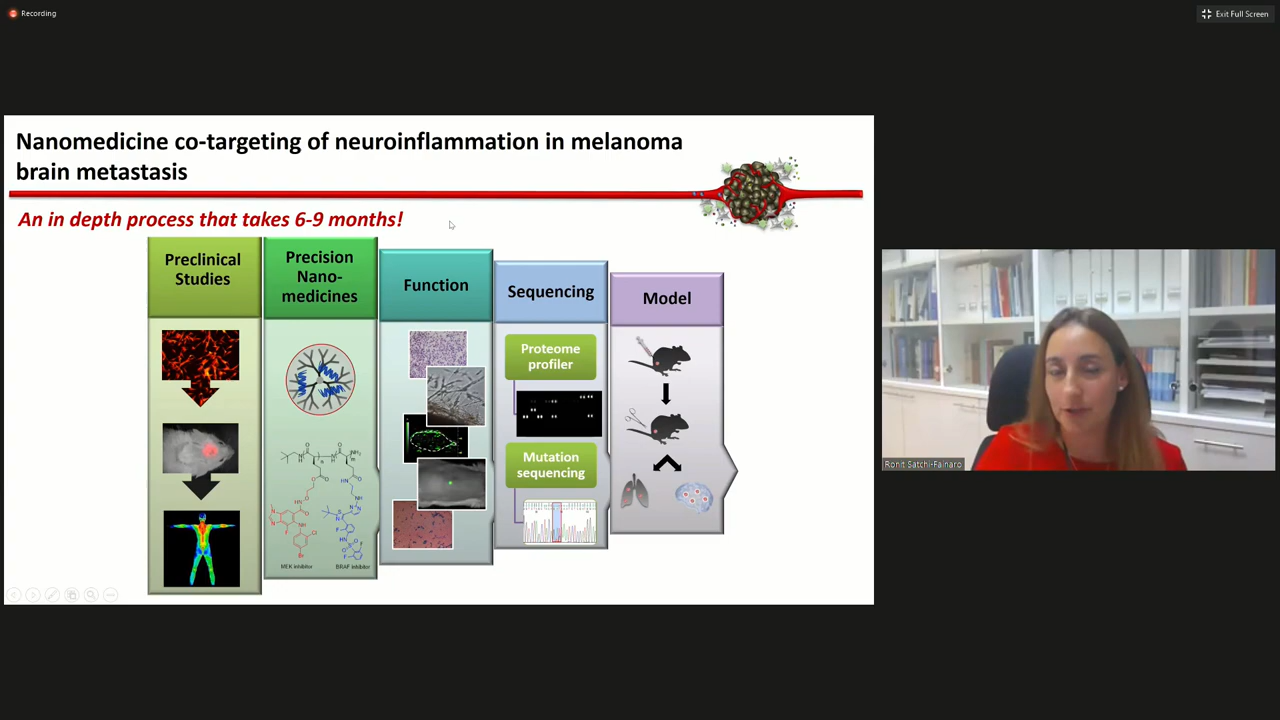 Recording
Exit Full Screen
Nanomedicine co-targeting of neuroinflammation in melanoma
brain metastasis
An in depth process that takes 6-9 months!
Preclinical
Studies
Precision
Nano-
medicines
Function
Sequencing
Model
Proteome
profiler
Mutation
sequencing
MEK inhibitor
BRAF inhibitor
Ronit Satchi-Fainaro